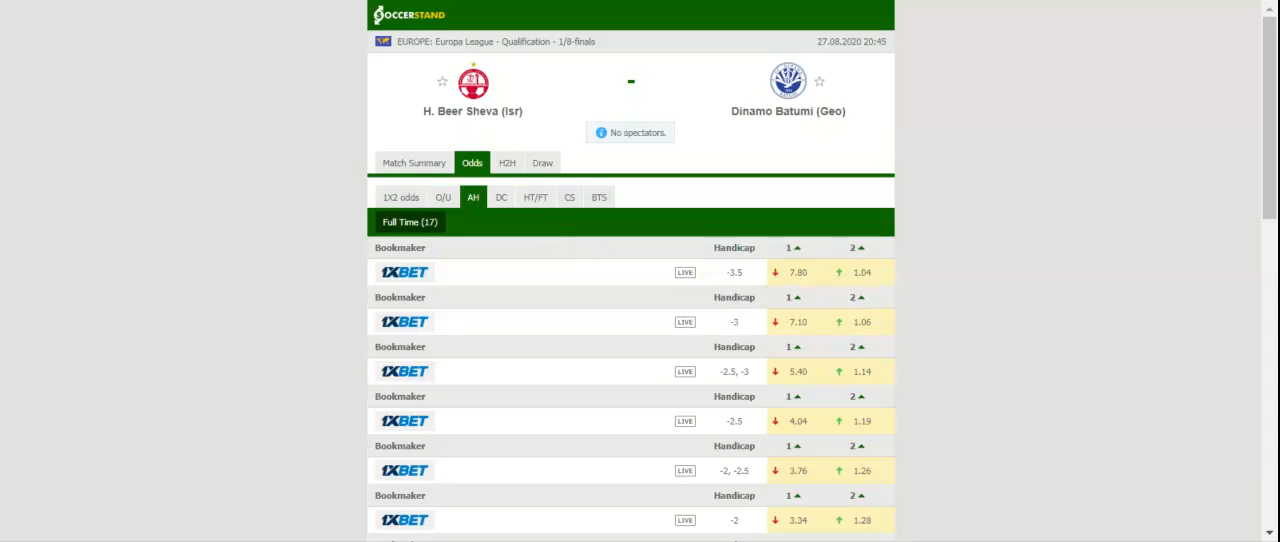 SOCCERSTAND
EUROPE: Europa League - Qualification - 1/8-finals 27.08.2020 20:45
-
H. Beer Sheva (Isr) Dinamo Batumi (Geo)
No spectators.
Match Summary Odds H2H Draw
1X2 odds O/U AH DC HT/FT CS BTS
Full Time (17)
Bookmaker Handicap 1 2
1XBET LIVE -3.5 7.80 1.04
Bookmaker Handicap 1 2
1XBET LIVE -3 7.10 1.06
Bookmaker Handicap 1 2
1XBET LIVE -2.5, -3 5.40 1.14
Bookmaker Handicap 1 2
1XBET LIVE -2.5 4.04 1.19
Bookmaker Handicap 1 2
1XBET LIVE -2, -2.5 3.76 1.26
Bookmaker Handicap 1 2
1XBET LIVE -2 3.34 1.28